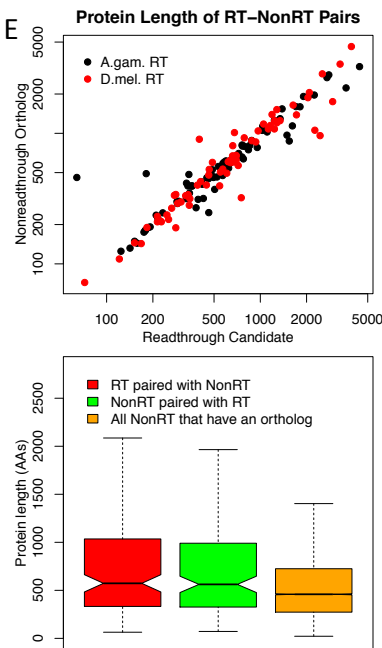 E
Protein Length of RT–NonRT Pairs
A.gam. RT
D.mel. RT
Nonreadthrough Ortholog
5000
2000
500
200
100
100 200 500 1000 2000 5000
Readthrough Candidate
RT paired with NonRT
NonRT paired with RT
All NonRT that have an ortholog
Protein length (AAs)
2500
2000
1500
1000
500
0